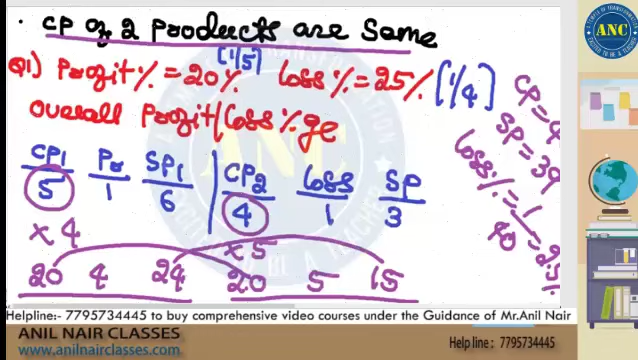 • CP of 2 Products are Same
Q1) Profit % = 20% (1/5) loss % = 25% (1/4)
Overall Profit/Loss %ge
CP1 Pr SP1 CP2 Loss SP
5 1 6 4 1 3
×4 ×5
20 4 24 20 5 15
CP = 4
SP = 39
Loss % = 1/40 = 2.5%
ANC
ANC
Helpline:- 7795734445 to buy comprehensive video courses under the Guidance of Mr.Anil Nair
ANIL NAIR CLASSES
www.anilnairclasses.com
Help line : 7795734445